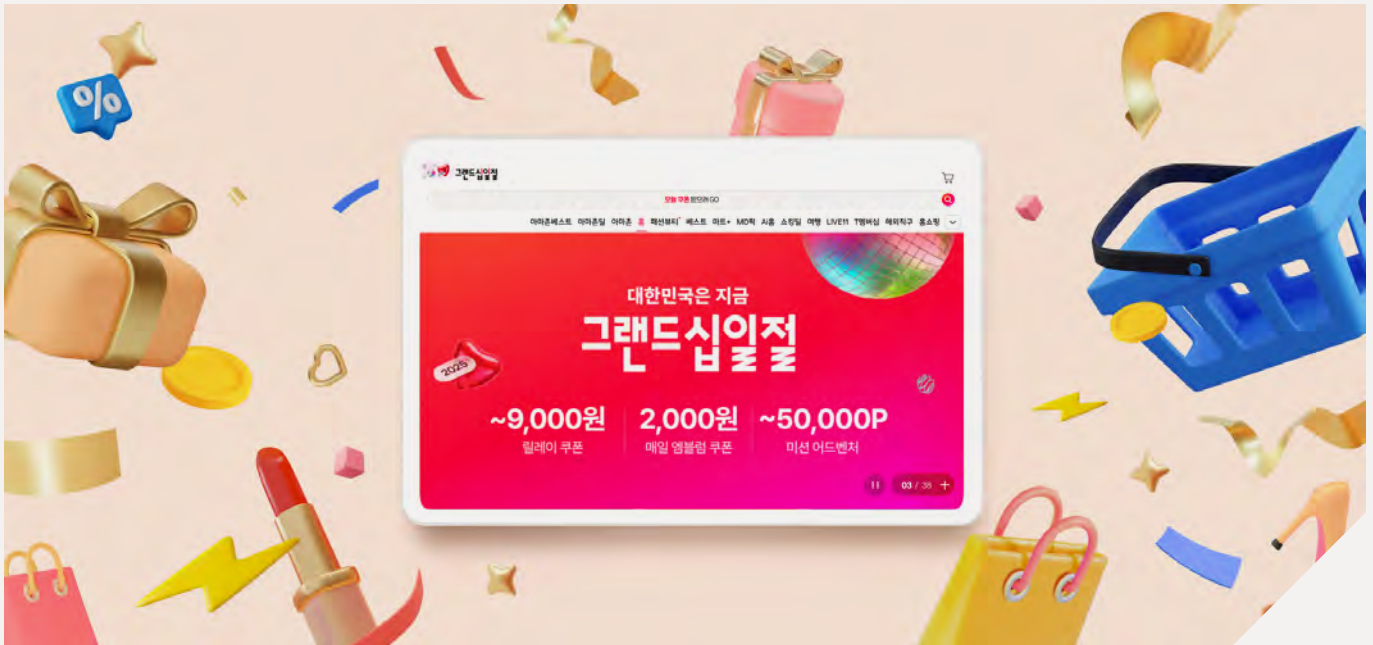 %
그랜드십일절
오늘 쿠폰 받으러 GO
아마존베스트 아마존딜 아마존 홈 패션뷰티 베스트 마트+ MD픽 AI홈 쇼킹딜 여행 LIVE11 T멤버십 해외직구 홈쇼핑
대한민국은 지금
그랜드십일절
2025
~9,000원 2,000원 ~50,000P
릴레이 쿠폰 매일 엠블럼 쿠폰 미션 어드벤처
03 / 38 +